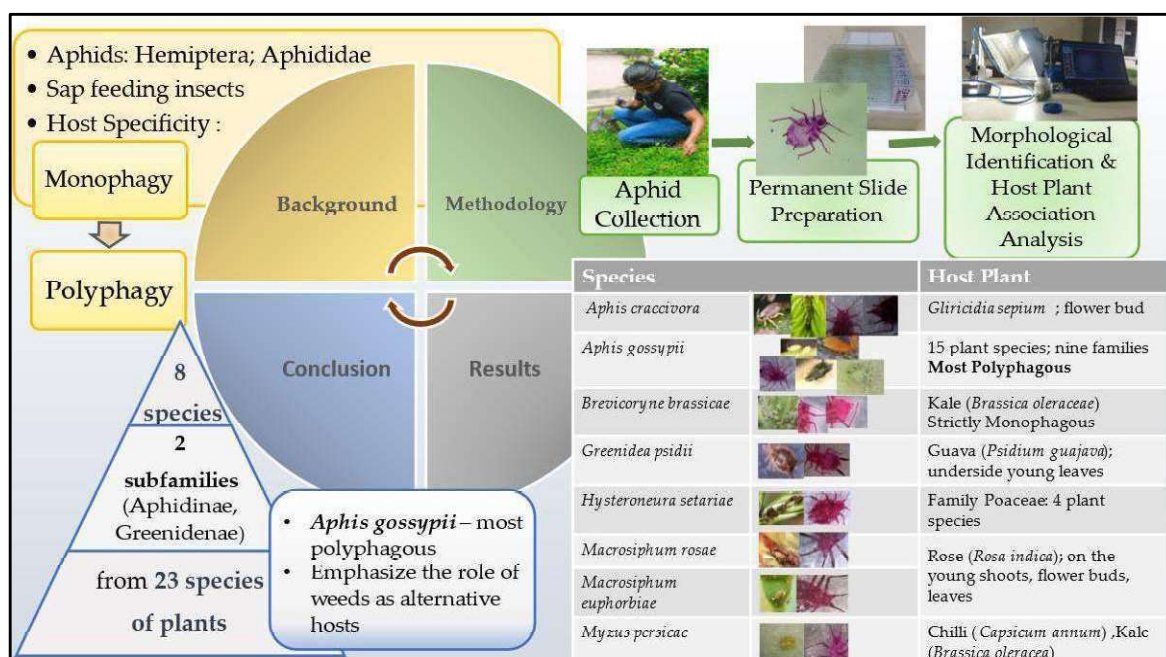 • Aphids: Hemiptera; Aphididae
• Sap feeding insects
• Host Specificity :
Monophagy
Polyphagy
Background
Methodology
Conclusion
Results
Aphid
Collection
Permanent Slide
Preparation
Morphological
Identification &
Host Plant
Association
Analysis
8
species
2
subfamilies
(Aphidinae,
Greenidenae)
from 23 species
of plants
• Aphis gossypii – most
polyphagous
• Emphasize the role of
weeds as alternative
hosts
Species Host Plant
Aphis craccivora Gliricidia sepium ; flower bud
Aphis gossypii 15 plant species; nine families
Most Polyphagous
Brevicoryne brassicae Kale (Brassica oleraceae)
Strictly Monophagous
Greenidea psidii Guava (Psidium guajava);
underside young leaves
Hysteroneura setariae Family Poaceae: 4 plant
species
Macrosiphum rosae Rose (Rosa indica); on the
young shoots, flower buds,
leaves
Macrosiphum
euphorbiae
Myzus persicae Chilli (Capsicum annum) ,Kale
(Brassica oleracea)